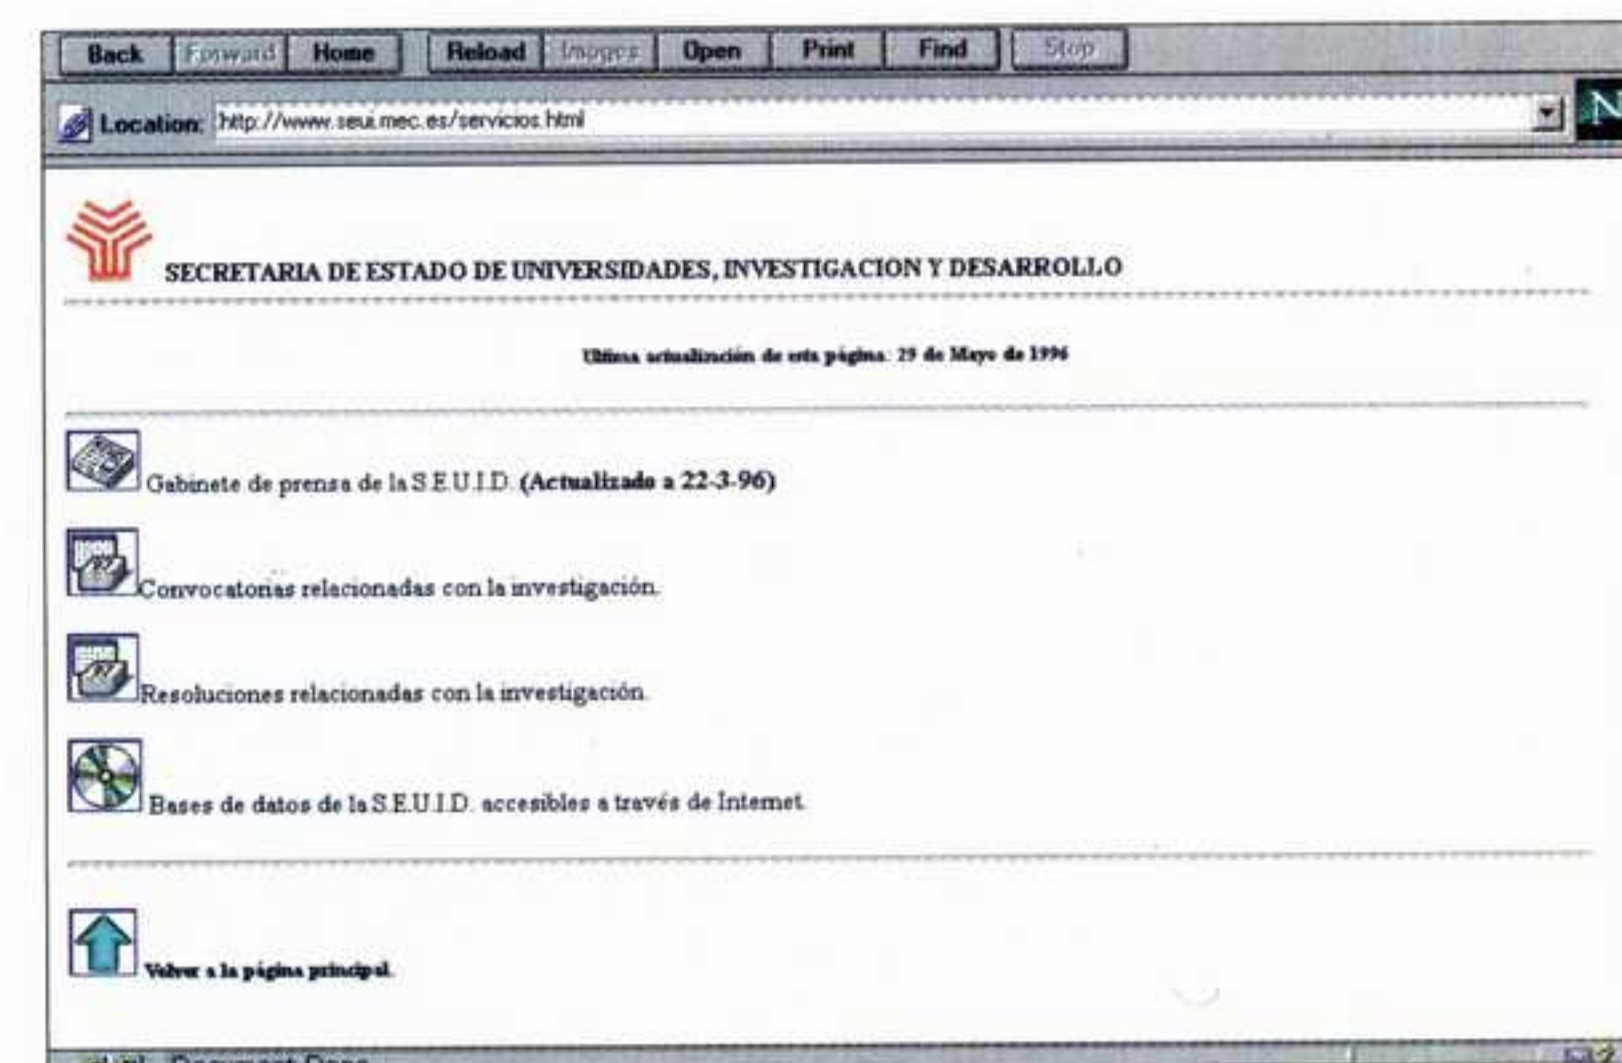 Back Forward Home Reload Images Open Print Find Stop
Location: http://www.seui.mec.es/servicios.html
N
SECRETARIA DE ESTADO DE UNIVERSIDADES, INVESTIGACION Y DESARROLLO
Ultima actualización de esta página: 29 de Mayo de 1996
Gabinete de prensa de la S.E.U.I.D. (Actualizado a 22-3-96)
Convocatorias relacionadas con la investigación.
Resoluciones relacionadas con la investigación.
Bases de datos de la S.E.U.I.D. accesibles a través de Internet.
Volver a la página principal.
Document Done